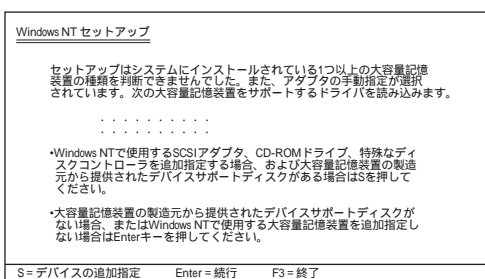 Windows NT セットアップ
セットアップはシステムにインストールされている1つ以上の大容量記憶
装置の種類を判断できませんでした。また、アダプタの手動指定が選択
されています。次の大容量記憶装置をサポートするドライバを読み込みます。
. . . . . . . . . .
. . . . . . . . . .
•Windows NTで使用するSCSIアダプタ、CD-ROMドライブ、特殊なディ
スクコントローラを追加指定する場合、および大容量記憶装置の製造
元から提供されたデバイスサポートディスクがある場合はSを押して
ください。
•大容量記憶装置の製造元から提供されたデバイスサポートディスクが
ない場合、またはWindows NTで使用する大容量記憶装置を追加指定し
ない場合はEnterキーを押してください。
S = デバイスの追加指定 Enter = 続行 F3 = 終了